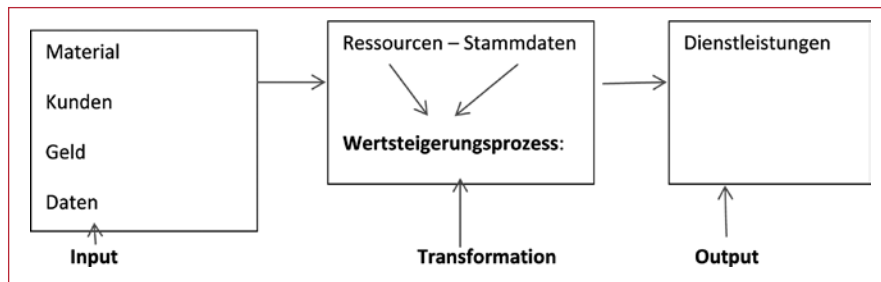 Material
Kunden
Geld
Daten
Input
Ressourcen – Stammdaten
Wertsteigerungsprozess:
Transformation
Dienstleistungen
Output